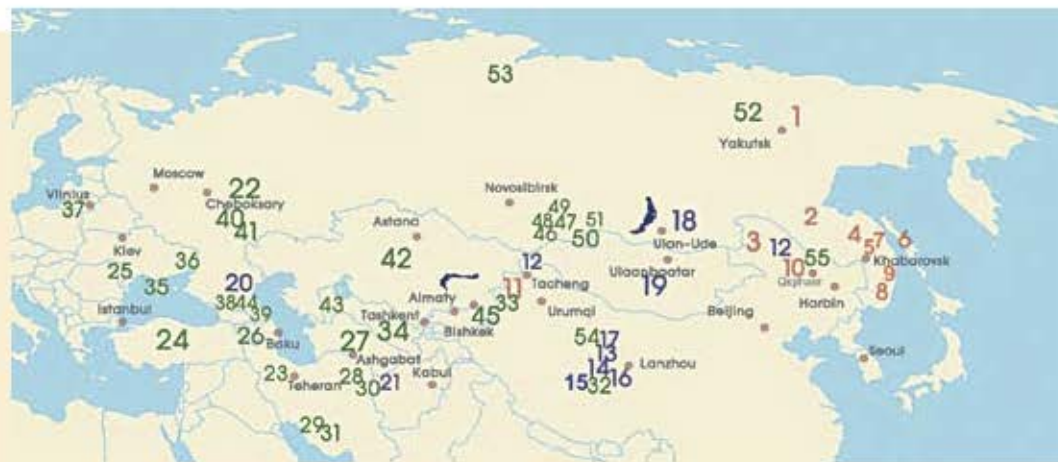 53
52 1
Yakutsk
Moscow
22
Cheboksary
Vilnius
37
40
41
Novosibirsk
49
48 47 51
46 50
18
Ulan-Ude
2
3
4 7 6
5
Khabarovsk
9
8
12
55
10
Qiqihaer
Harbin
Kiev
25
36
35
Astana
42
12
Tacheng
11
33
Urumqi
Ulaanbaatar
19
Beijing
Seoul
20
38 44
39
43
Almaty
45
Tashkent
34
Bishkek
Istanbul
24
26
Baku
27
Ashgabat
23
Teheran
28
30
21
Kabul
54 17
13
14
15 32 16
Lanzhou
29 31